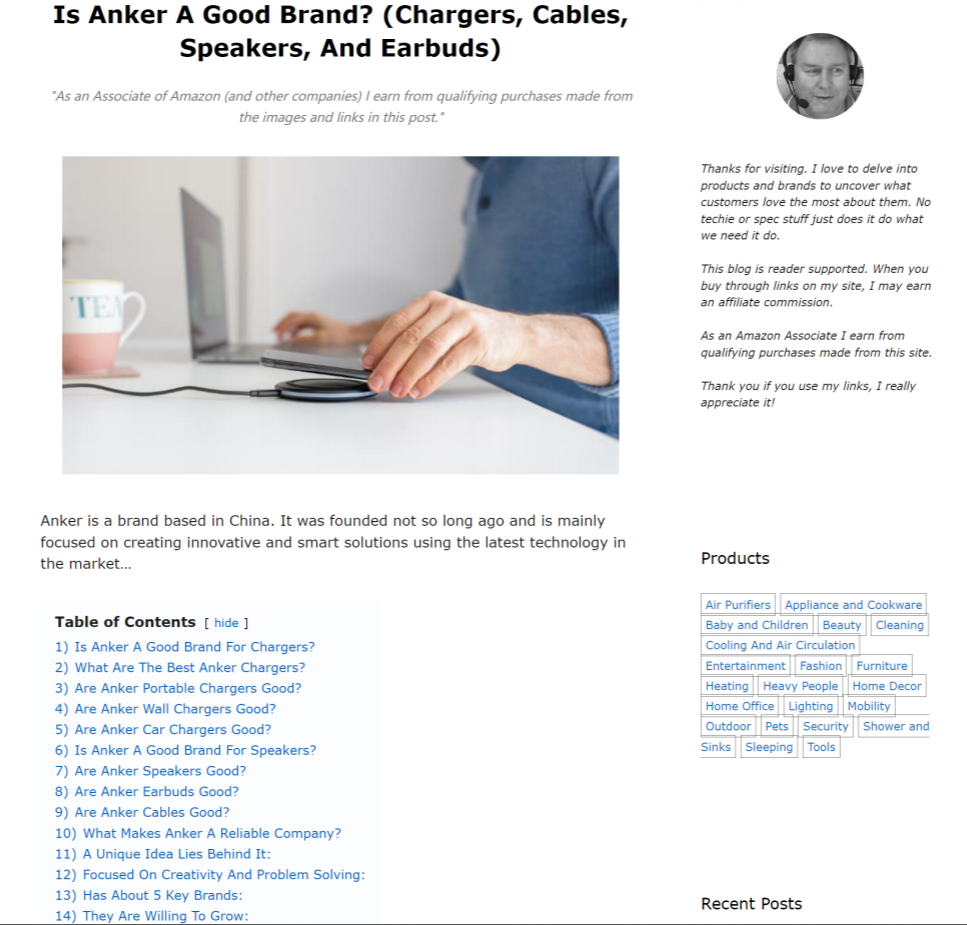 Is Anker A Good Brand? (Chargers, Cables,
Speakers, And Earbuds)
"As an Associate of Amazon (and other companies) I earn from qualifying purchases made from
the images and links in this post."
TEA
Anker is a brand based in China. It was founded not so long ago and is mainly
focused on creating innovative and smart solutions using the latest technology in
the market...
Table of Contents [ hide ]
1) Is Anker A Good Brand For Chargers?
2) What Are The Best Anker Chargers?
3) Are Anker Portable Chargers Good?
4) Are Anker Wall Chargers Good?
5) Are Anker Car Chargers Good?
6) Is Anker A Good Brand For Speakers?
7) Are Anker Speakers Good?
8) Are Anker Earbuds Good?
9) Are Anker Cables Good?
10) What Makes Anker A Reliable Company?
11) A Unique Idea Lies Behind It:
12) Focused On Creativity And Problem Solving:
13) Has About 5 Key Brands:
14) They Are Willing To Grow:
Thanks for visiting. I love to delve into
products and brands to uncover what
customers love the most about them. No
techie or spec stuff just does it do what
we need it do.
This blog is reader supported. When you
buy through links on my site, I may earn
an affiliate commission.
As an Amazon Associate I earn from
qualifying purchases made from this site.
Thank you if you use my links, I really
appreciate it!
Products
Air Purifiers Appliance and Cookware
Baby and Children Beauty Cleaning
Cooling And Air Circulation
Entertainment Fashion Furniture
Heating Heavy People Home Decor
Home Office Lighting Mobility
Outdoor Pets Security Shower and
Sinks Sleeping Tools
Recent Posts